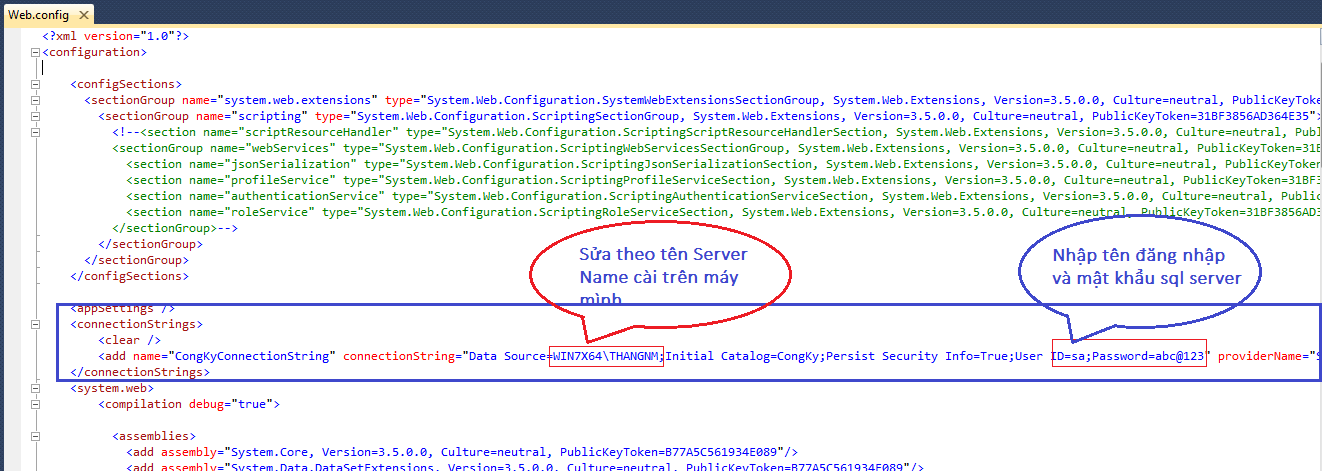 Web.config
<?xml version="1.0"?>
<configuration>
<configSections>
<sectionGroup name="system.web.extensions" type="System.Web.Configuration.SystemWebExtensionsSectionGroup, System.Web.Extensions, Version=3.5.0.0, Culture=neutral, PublicKeyToken
<sectionGroup name="scripting" type="System.Web.Configuration.ScriptingSectionGroup, System.Web.Extensions, Version=3.5.0.0, Culture=neutral, PublicKeyToken=31BF3856AD364E35">
<!--<section name="scriptResourceHandler" type="System.Web.Configuration.ScriptingScriptResourceHandlerSection, System.Web.Extensions, Version=3.5.0.0, Culture=neutral, Pub
<sectionGroup name="webServices" type="System.Web.Configuration.ScriptingWebServicesSectionGroup, System.Web.Extensions, Version=3.5.0.0, Culture=neutral, PublicKeyToken=31B
<section name="jsonSerialization" type="System.Web.Configuration.ScriptingJsonSerializationSection, System.Web.Extensions, Version=3.5.0.0, Culture=neutral, PublicKeyToken
<section name="profileService" type="System.Web.Configuration.ScriptingProfileServiceSection, System.Web.Extensions, Version=3.5.0.0, Culture=neutral, PublicKeyToken=31BF3
<section name="authenticationService" type="System.Web.Configuration.ScriptingAuthenticationServiceSection, System.Web.Extensions, Version=3.5.0.0, Culture=neutral, Public
<section name="roleService" type="System.Web.Configuration.ScriptingRoleServiceSection, System.Web.Extensions, Version=3.5.0.0, Culture=neutral, PublicKeyToken=31BF3856AD3
</sectionGroup>-->
</sectionGroup>
</sectionGroup>
</configSections>
Sửa theo tên Server
Name cài trên máy
mình
Nhập tên đăng nhập
và mật khẩu sql server
<appSettings />
<connectionStrings>
<clear />
<add name="CongKyConnectionString" connectionString="Data Source=WIN7X64\THANGNM;Initial Catalog=CongKy;Persist Security Info=True;User ID=sa;Password=abc@123" providerName="S
</connectionStrings>
<system.web>
<compilation debug="true">
<assemblies>
<add assembly="System.Core, Version=3.5.0.0, Culture=neutral, PublicKeyToken=B77A5C561934E089"/>
<add assembly="System.Data.DataSetExtensions, Version=3.5.0.0, Culture=neutral, PublicKeyToken=B77A5C561934E089"/>